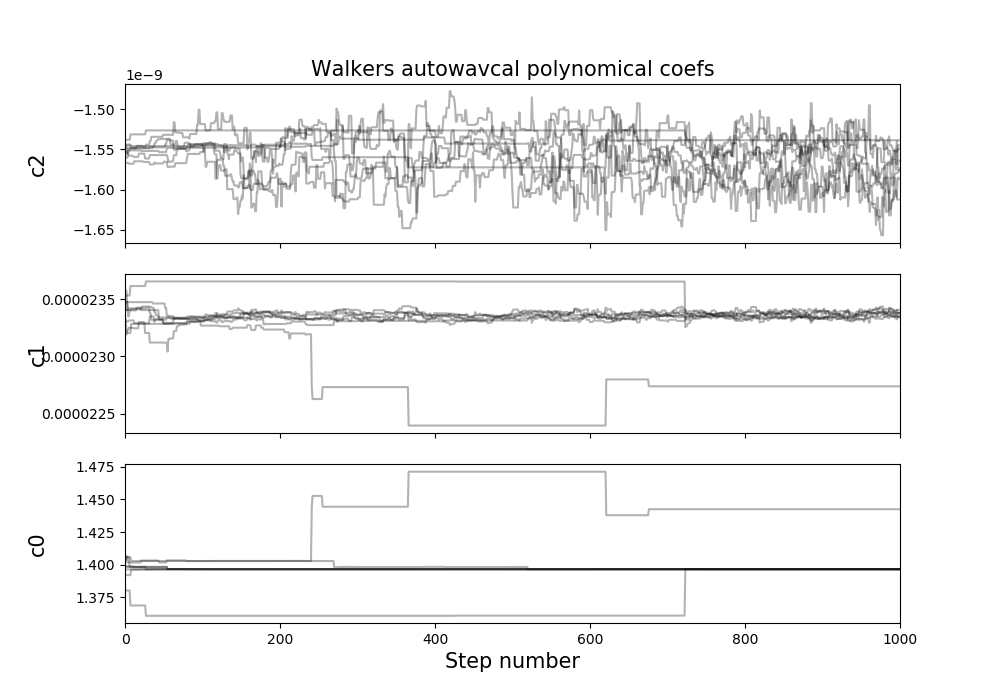 Walkers autowavcal polynomical coefs
1e−9
−1.50
−1.55
−1.60
−1.65
c2
0.0000235
0.0000230
0.0000225
c1
1.475
1.450
1.425
1.400
1.375
c0
0 200 400 600 800 1000
Step number